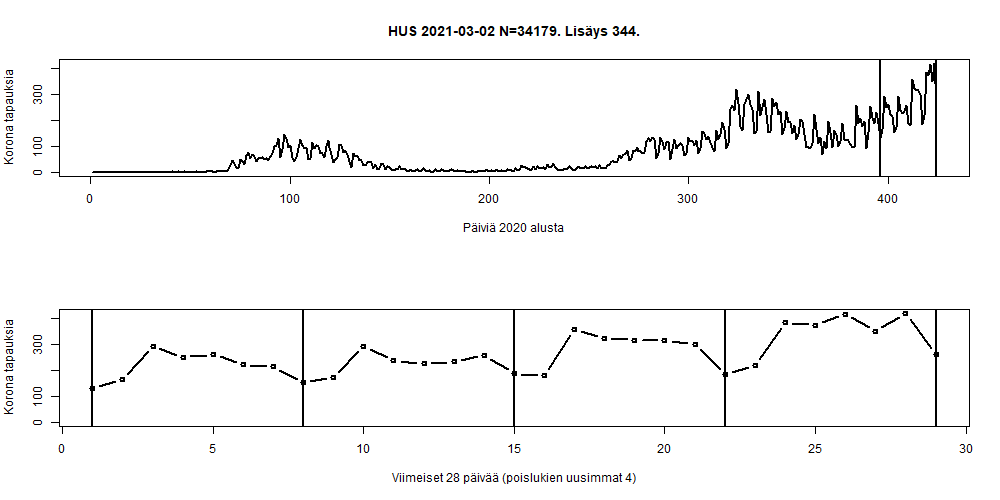 HUS 2021-03-02 N=34179. Lisäys 344.
Korona tapauksia
0 100 300
0 100 200 300 400
Päiviä 2020 alusta
Korona tapauksia
0 100 300
0 5 10 15 20 25 30
Viimeiset 28 päivää (poislukien uusimmat 4)